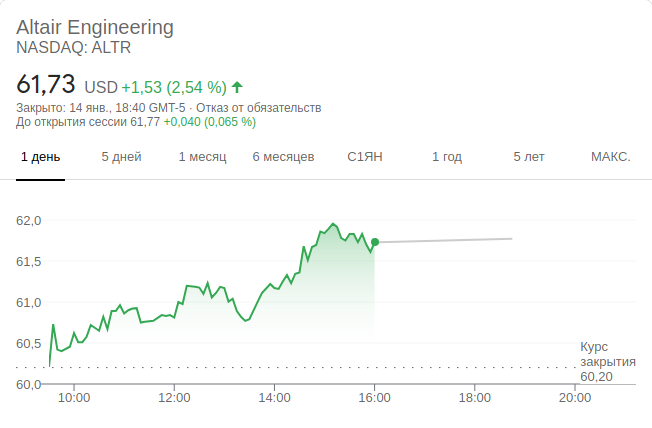 Altair Engineering
NASDAQ: ALTR
61,73 USD +1,53 (2,54 %)
Закрыто: 14 янв., 18:40 GMT-5 · Отказ от обязательств
До открытия сессии 61,77 +0,040 (0,065 %)
1 день 5 дней 1 месяц 6 месяцев С1ЯН 1 год 5 лет МАКС.
62,0
61,5
61,0
60,5
60,0
Курс
закрытия
60,20
10:00 12:00 14:00 16:00 18:00 20:00